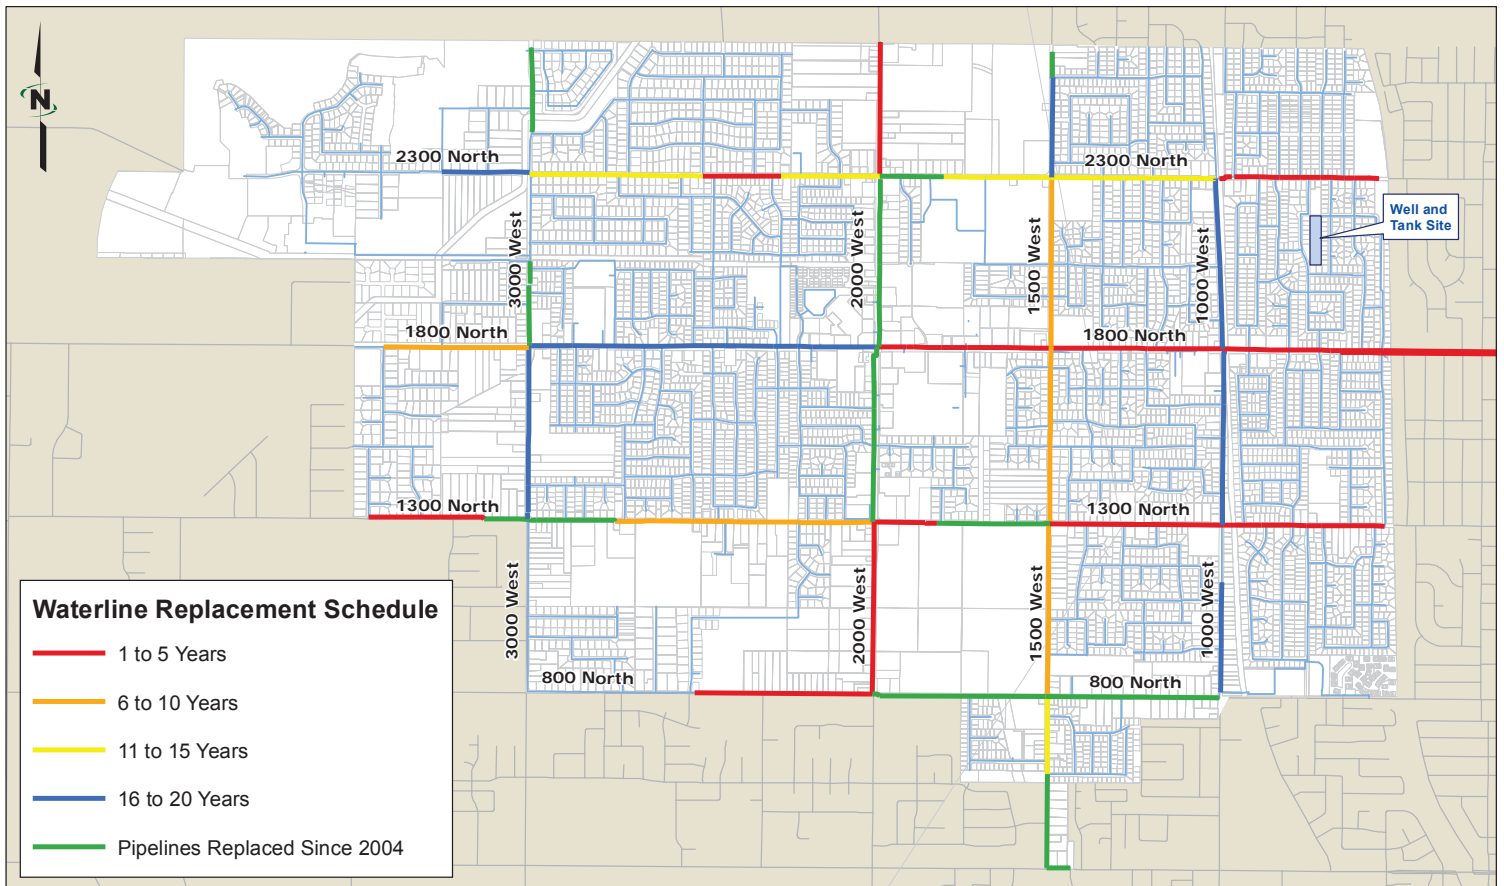 N
2300 North
2300 North
Well and
Tank Site
3000 West
2000 West
1500 West
1000 West
1800 North
1800 North
1300 North
1300 North
3000 West
2000 West
1500 West
1000 West
800 North
800 North
Waterline Replacement Schedule
1 to 5 Years
6 to 10 Years
11 to 15 Years
16 to 20 Years
Pipelines Replaced Since 2004